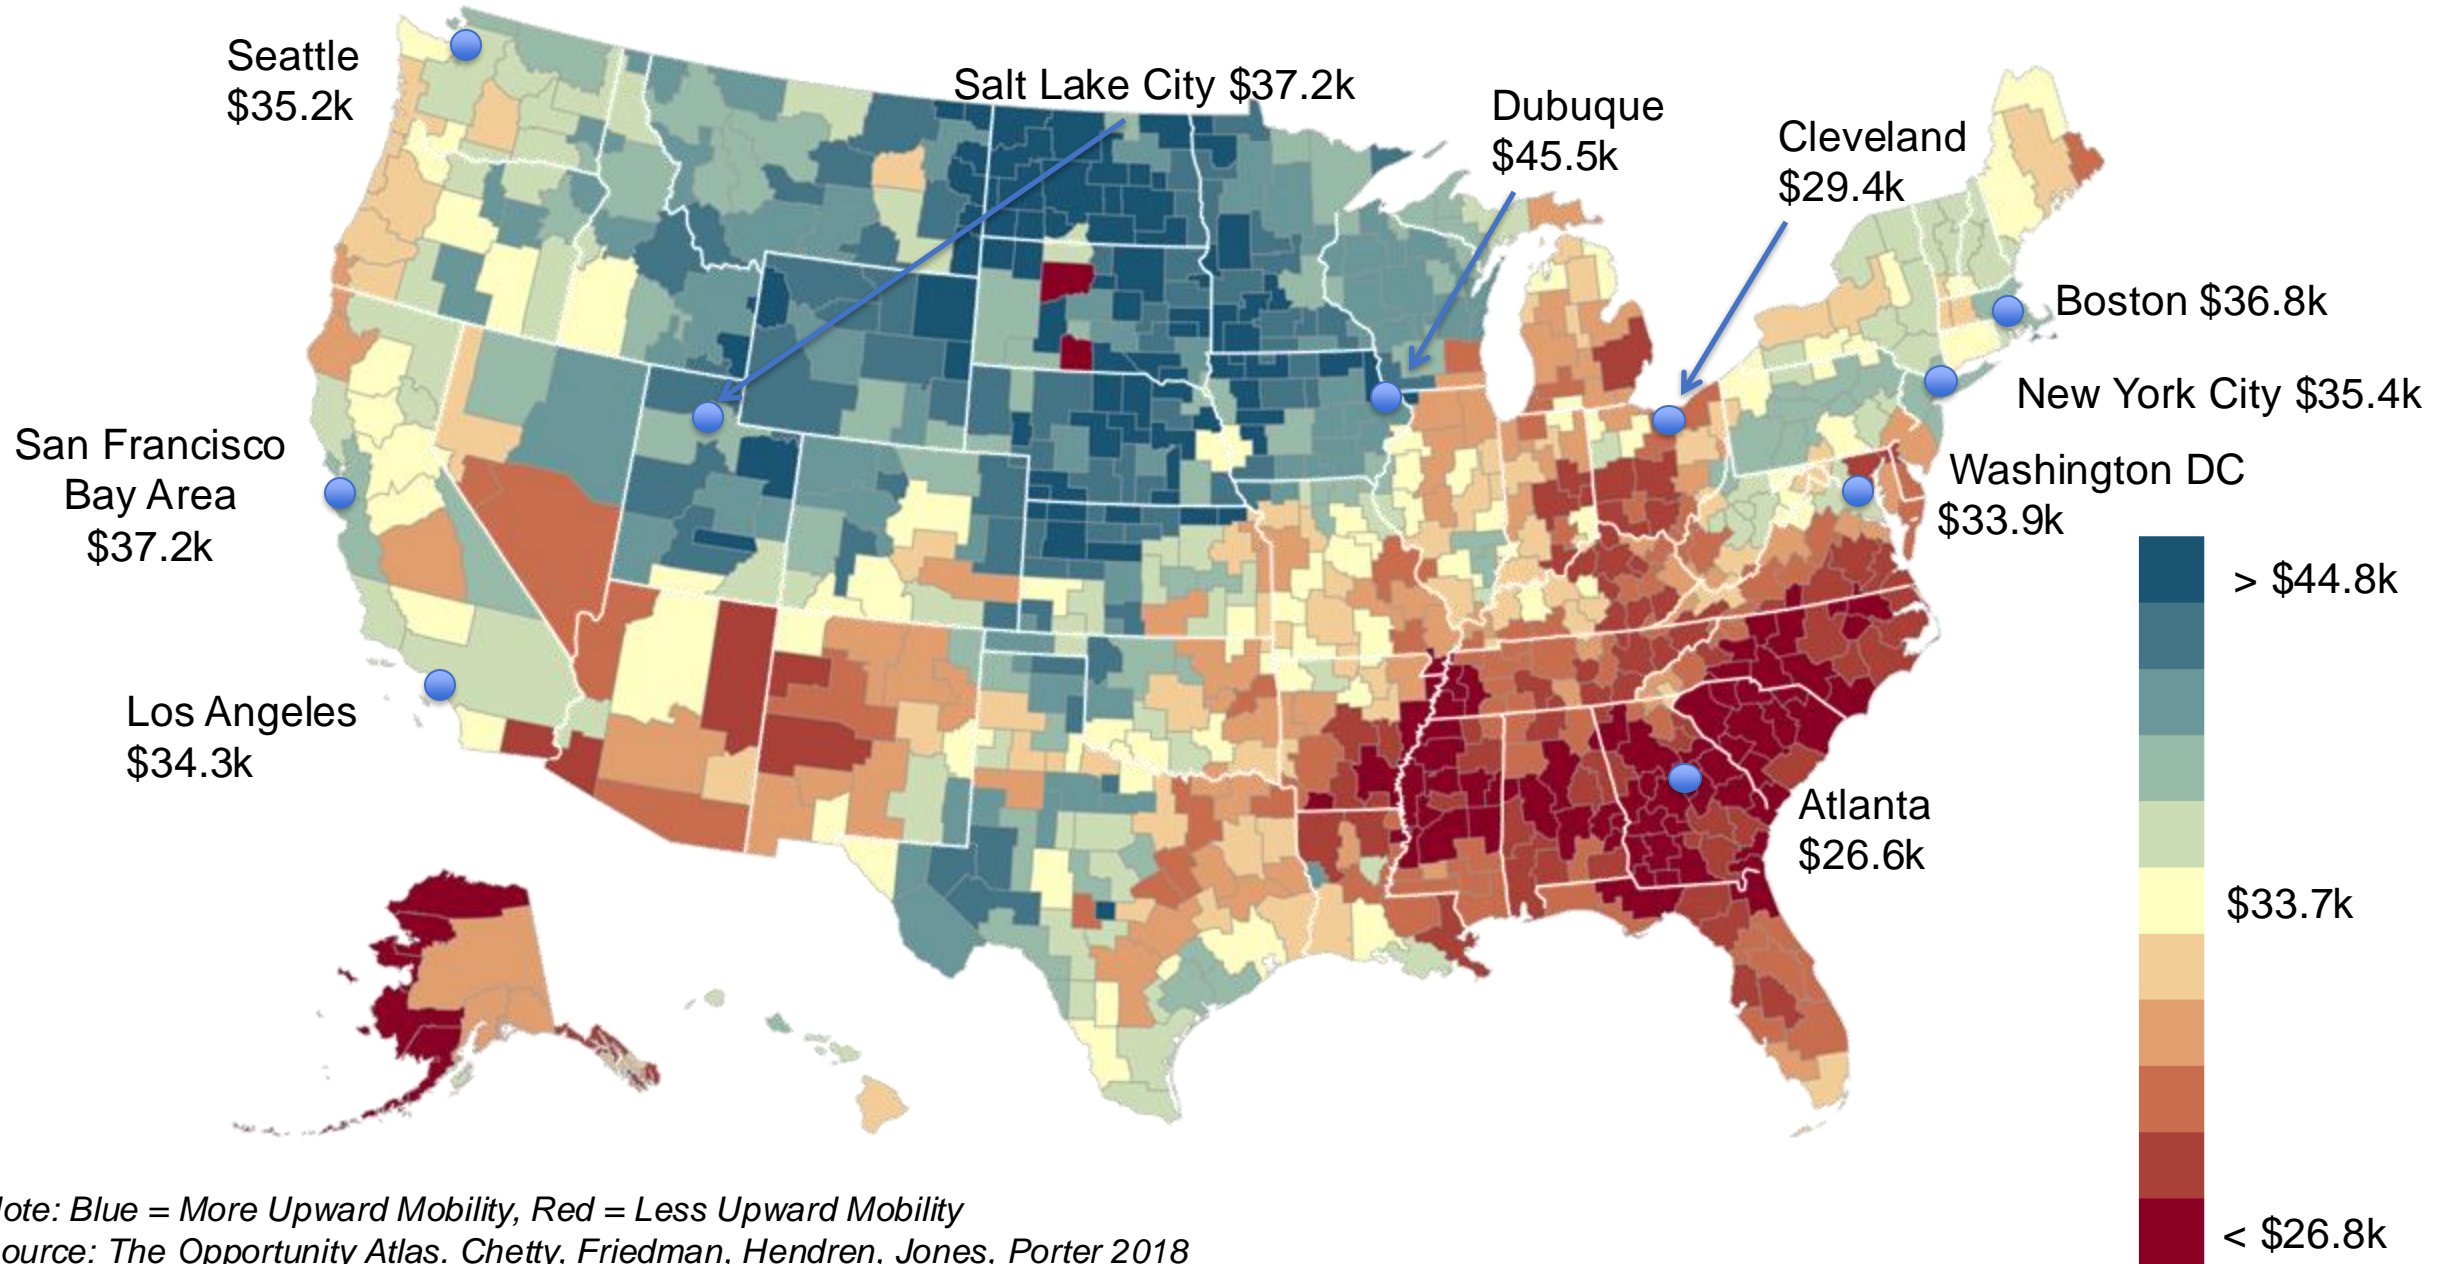 Seattle
$35.2k
Salt Lake City $37.2k
Dubuque
$45.5k
Cleveland
$29.4k
Boston $36.8k
New York City $35.4k
Washington DC
$33.9k
San Francisco
Bay Area
$37.2k
Los Angeles
$34.3k
Atlanta
$26.6k
> $44.8k
$33.7k
< $26.8k
ote: Blue = More Upward Mobility, Red = Less Upward Mobility
ource: The Opportunity Atlas. Chetty, Friedman, Hendren, Jones, Porter 2018